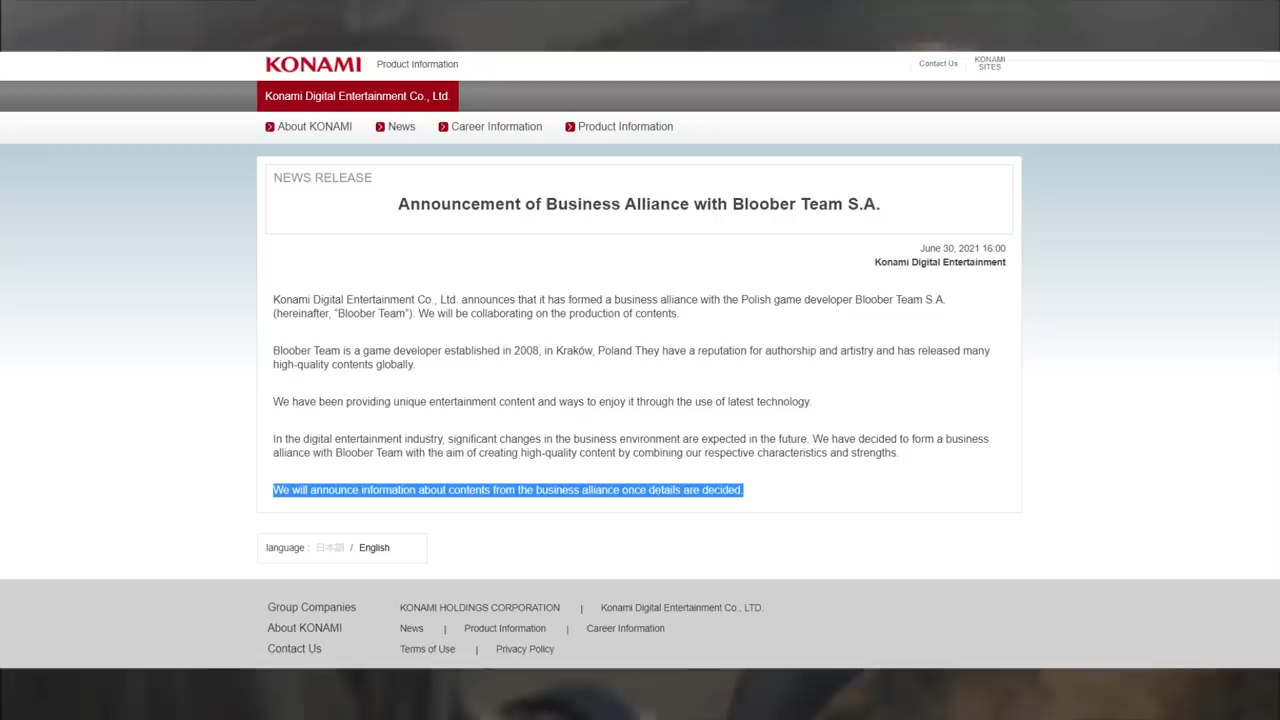 KONAMI Product Information Contact Us KONAMI
SITES
Konami Digital Entertainment Co., Ltd.
About KONAMI News Career Information Product Information
NEWS RELEASE
Announcement of Business Alliance with Bloober Team S.A.
June 30, 2021 16:00
Konami Digital Entertainment
Konami Digital Entertainment Co., Ltd. announces that it has formed a business alliance with the Polish game developer Bloober Team S.A.
(hereinafter, “Bloober Team”). We will be collaborating on the production of contents.
Bloober Team is a game developer established in 2008, in Kraków, Poland.They have a reputation for authorship and artistry and has released many
high-quality contents globally.
We have been providing unique entertainment content and ways to enjoy it through the use of latest technology.
In the digital entertainment industry, significant changes in the business environment are expected in the future. We have decided to form a business
alliance with Bloober Team with the aim of creating high-quality content by combining our respective characteristics and strengths.
We will announce information about contents from the business alliance once details are decided.
language : 日本語 / English
Group Companies KONAMI HOLDINGS CORPORATION | Konami Digital Entertainment Co., LTD.
About KONAMI News | Product Information | Career Information
Contact Us Terms of Use | Privacy Policy